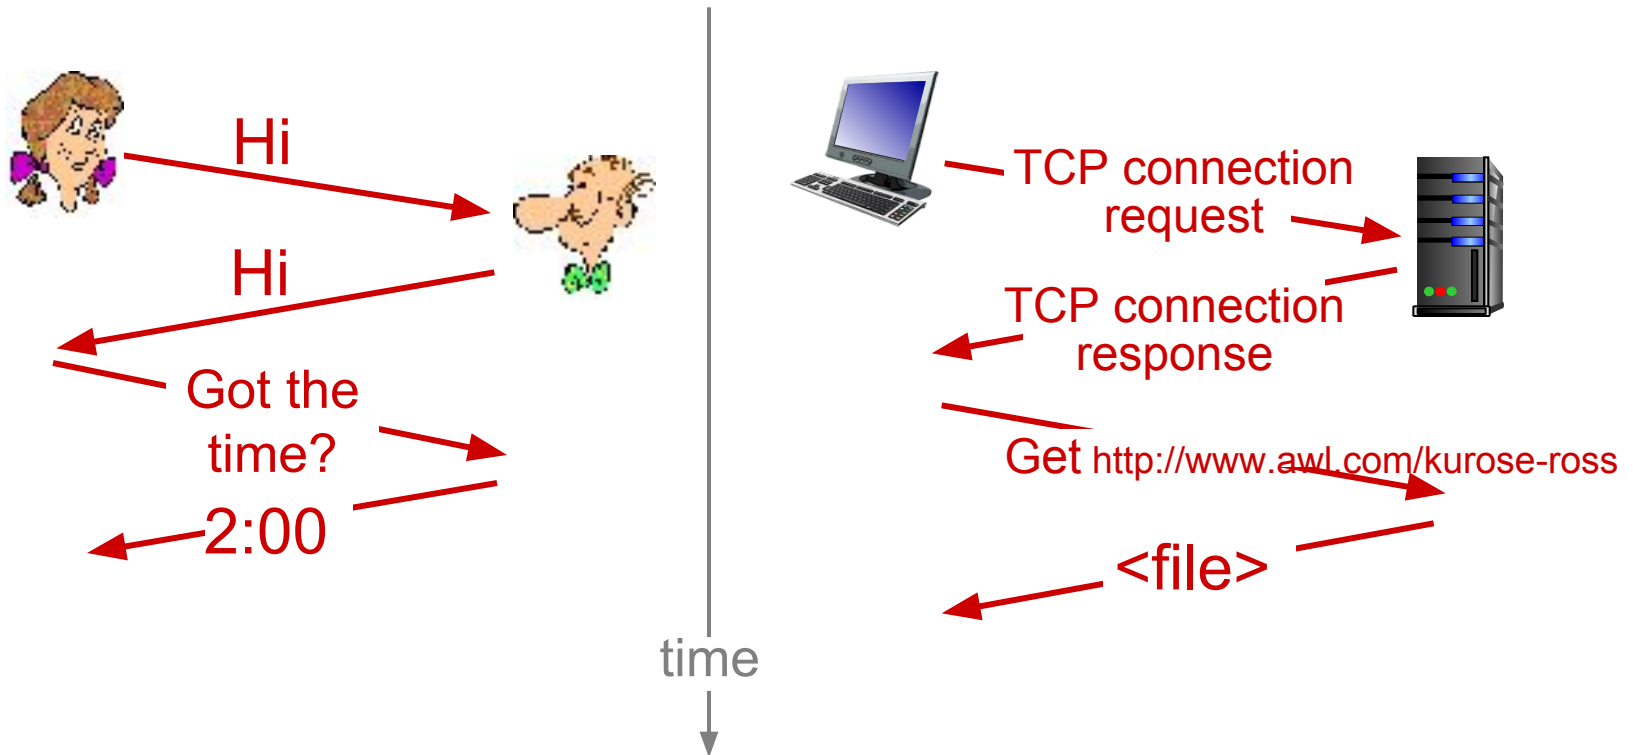 Hi
Hi
Got the
time?
2:00
TCP connection
request
TCP connection
response
Get http://www.awl.com/kurose-ross
<file>
time